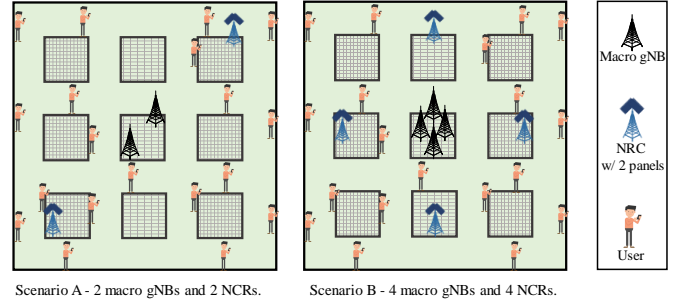 Macro gNB
NRC
w/ 2 panels
User
Scenario A - 2 macro gNBs and 2 NCRs.
Scenario B - 4 macro gNBs and 4 NCRs.